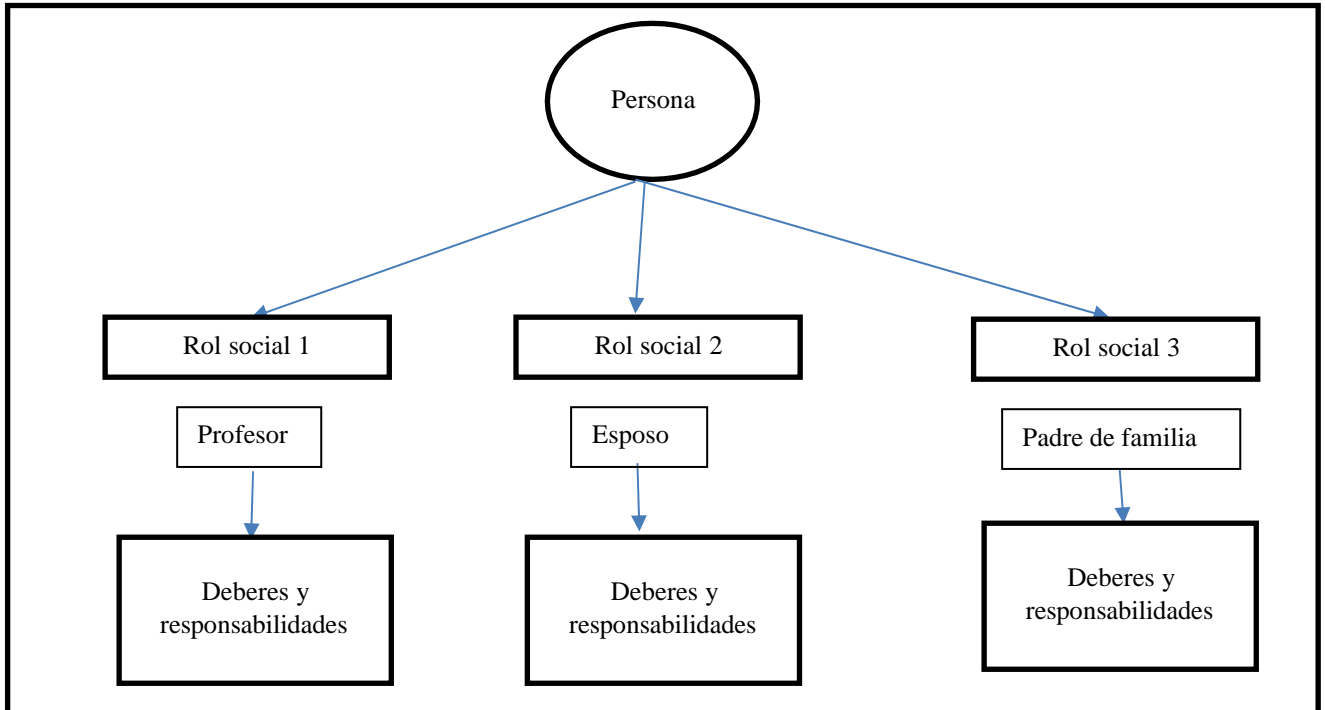 Persona
Rol social 1
Rol social 2
Rol social 3
Profesor
Esposo
Padre de familia
Deberes y
responsabilidades
Deberes y
responsabilidades
Deberes y
responsabilidades